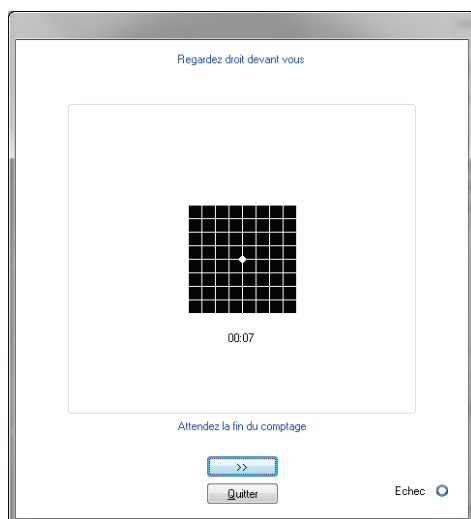 Regardez droit devant vous
00:07
Attendez la fin du comptage
>>
Quitter
Echec